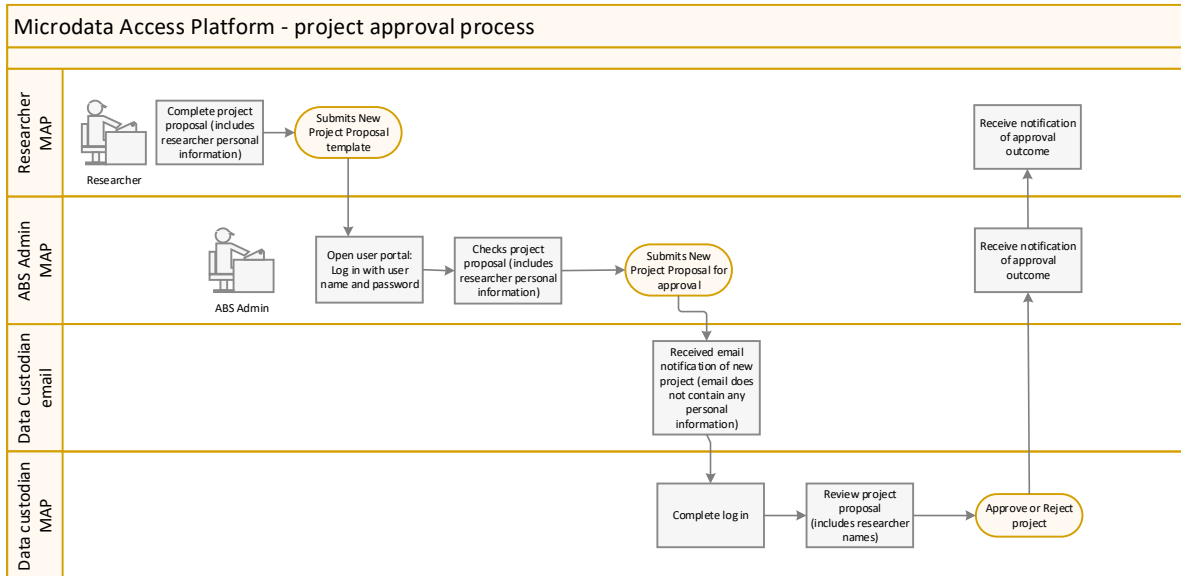 Microdata Access Platform - project approval process
Researcher
MAP
Researcher
Complete project
proposal (includes
researcher personal
information)
Submits New
Project Proposal
template
Receive notification
of approval
outcome
ABS Admin
MAP
ABS Admin
Open user portal:
Log in with user
name and password
Checks project
proposal (includes
researcher personal
information)
Submits New
Project Proposal for
approval
Receive notification
of approval
outcome
Data Custodian
email
Received email
notification of new
project (email does
not contain any
personal
information)
Data custodian
MAP
Complete log in
Review project
proposal
(includes researcher
names)
Approve or Reject
project